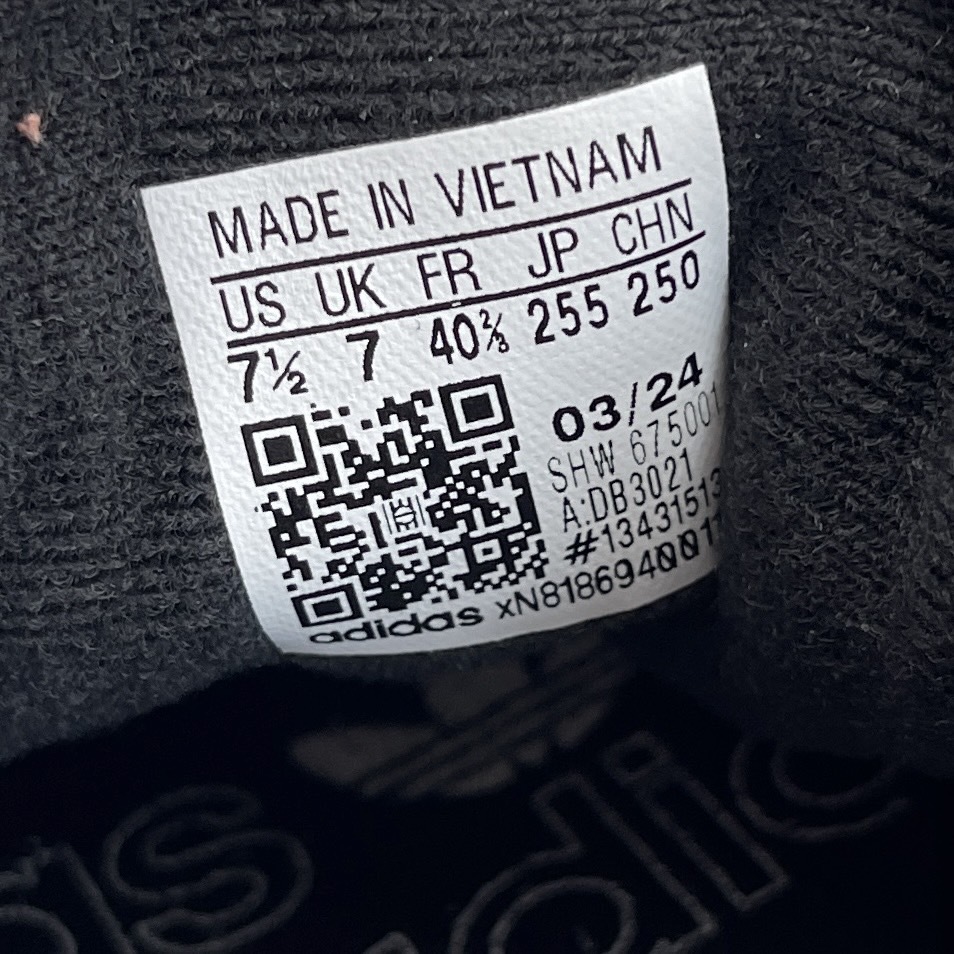 MADE IN VIETNAM
US UK FR JP CHN
7½ 7 40⅔ 255 250
03/24
SHW 675001
A:DB3021
#13431513
adidas xN81869400